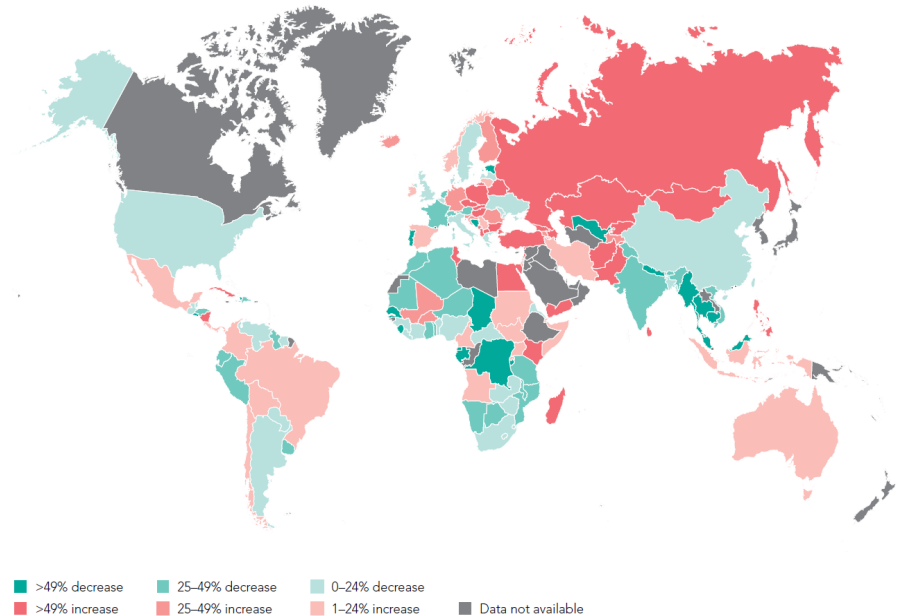 >49% decrease 25–49% decrease 0–24% decrease
>49% increase 25–49% increase 1–24% increase Data not available